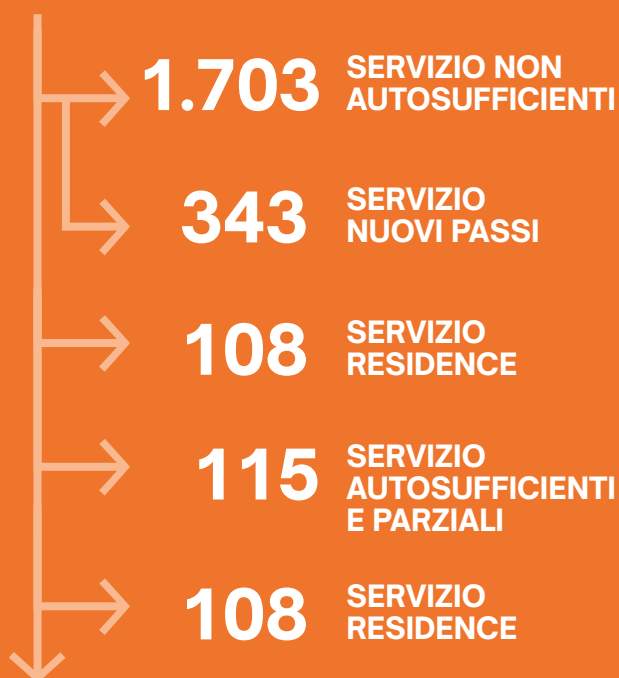 1.703 SERVIZIO NON
AUTOSUFFICIENTI
343 SERVIZIO
NUOVI PASSI
108 SERVIZIO
RESIDENCE
115 SERVIZIO
AUTOSUFFICIENTI
E PARZIALI
108 SERVIZIO
RESIDENCE